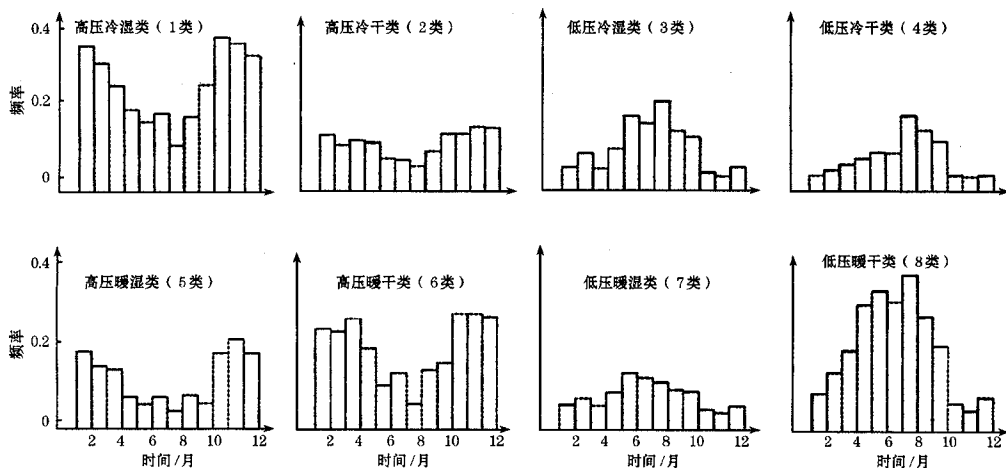 高压冷湿类(1类)
高压冷干类(2类)
低压冷湿类(3类)
低压冷干类(4类)
0.4
0.2
0
频率
高压暖湿类(5类)
高压暖干类(6类)
低压暖湿类(7类)
低压暖干类(8类)
0.4
0.2
0
频率
2 4 6 8 10 12
2 4 6 8 10 12
2 4 6 8 10 12
2 4 6 8 10 12
时间/月
时间/月
时间/月
时间/月